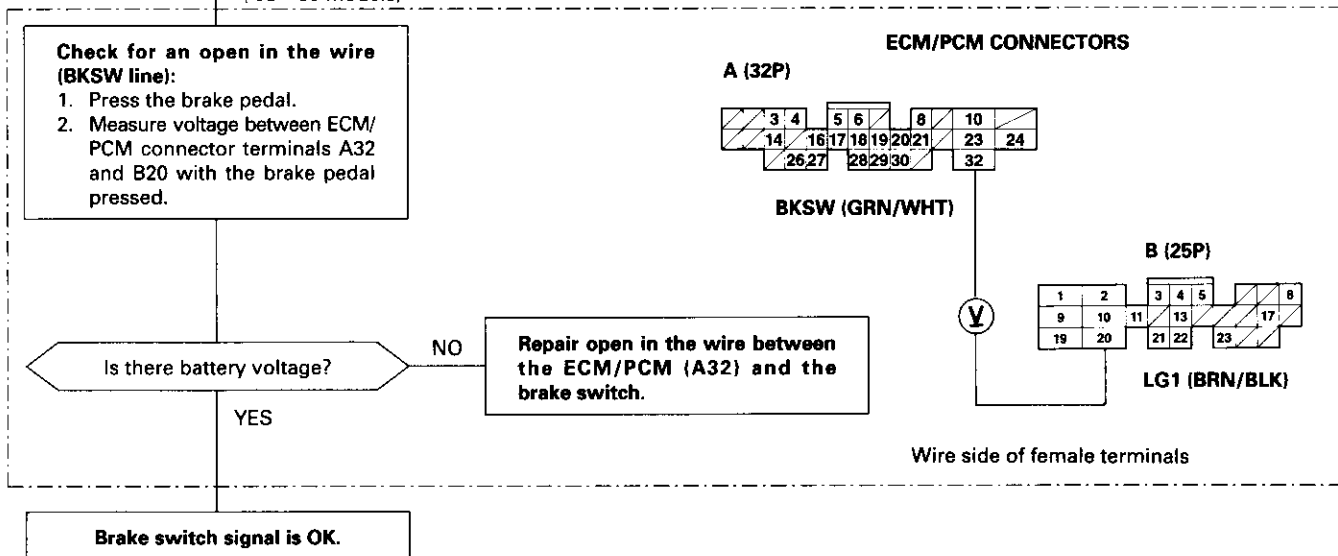 Check for an open in the wire
(BKSW line):
1. Press the brake pedal.
2. Measure voltage between ECM/
PCM connector terminals A32
and B20 with the brake pedal
pressed.
Is there battery voltage?
NO
Repair open in the wire between
the ECM/PCM (A32) and the
brake switch.
YES
Brake switch signal is OK.
ECM/PCM CONNECTORS
A (32P)
3 4 5 6 8 10
14 16 17 18 19 20 21 23 24
26 27 28 29 30 32
BKSW (GRN/WHT)
V
B (25P)
1 2 3 4 5 8
9 10 11 13 17
19 20 21 22 23
LG1 (BRN/BLK)
Wire side of female terminals